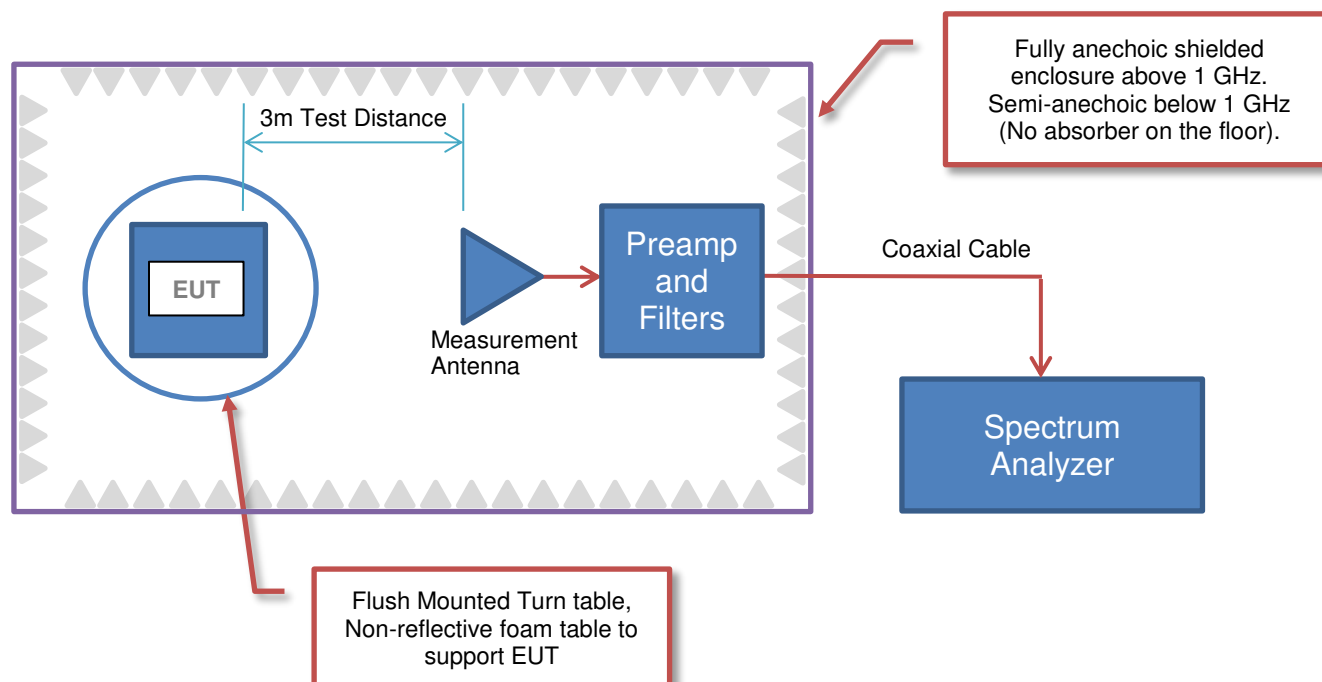 Fully anechoic shielded
enclosure above 1 GHz.
Semi-anechoic below 1 GHz
(No absorber on the floor).
3m Test Distance
EUT
Measurement
Antenna
Preamp
and
Filters
Coaxial Cable
Spectrum
Analyzer
Flush Mounted Turn table,
Non-reflective foam table to
support EUT